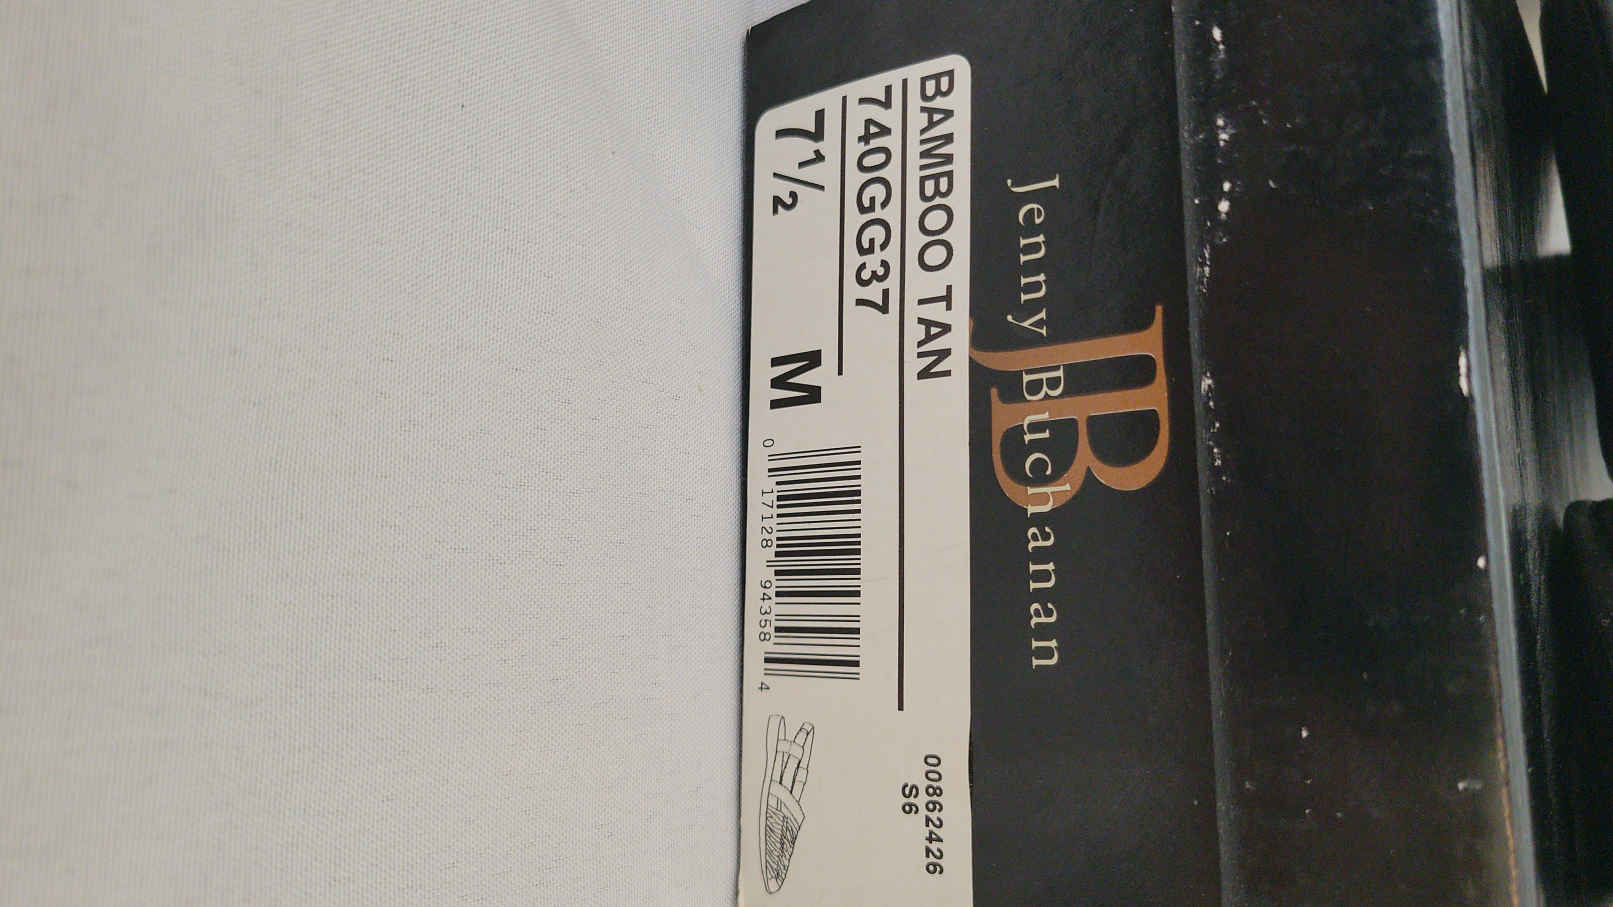 Jenny Buchanan
JB
BAMBOO TAN
740GG37
7 1/2 M
0 17128 94358 4
00862426
S6